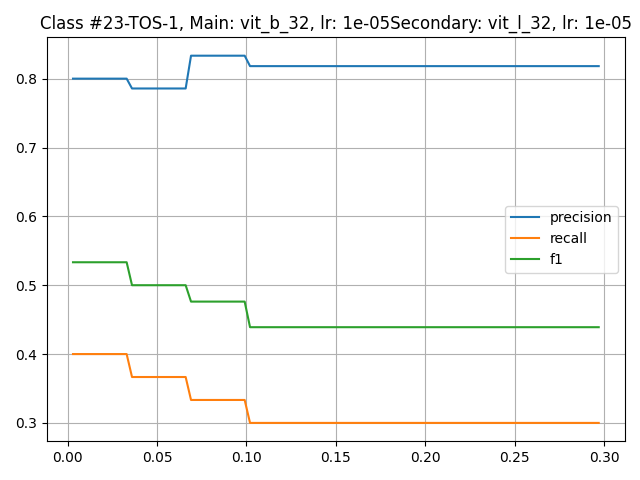 Class #23-TOS-1, Main: vit_b_32, lr: 1e-05Secondary: vit_l_32, lr: 1e-05
0.8
0.7
0.6
0.5
0.4
0.3
precision
recall
f1
0.00 0.05 0.10 0.15 0.20 0.25 0.30